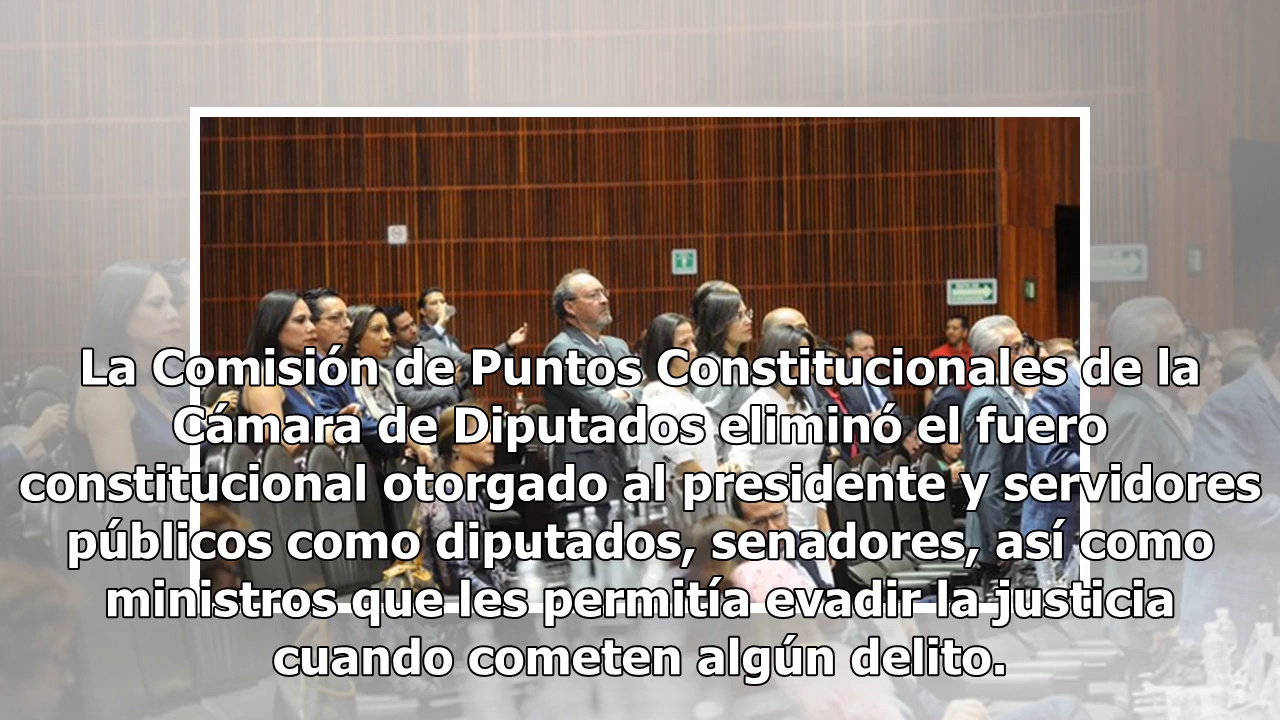 La Comisión de Puntos Constitucionales de la
Cámara de Diputados eliminó el fuero
constitucional otorgado al presidente y servidores
públicos como diputados, senadores, así como
ministros que les permitía evadir la justicia
cuando cometen algún delito.